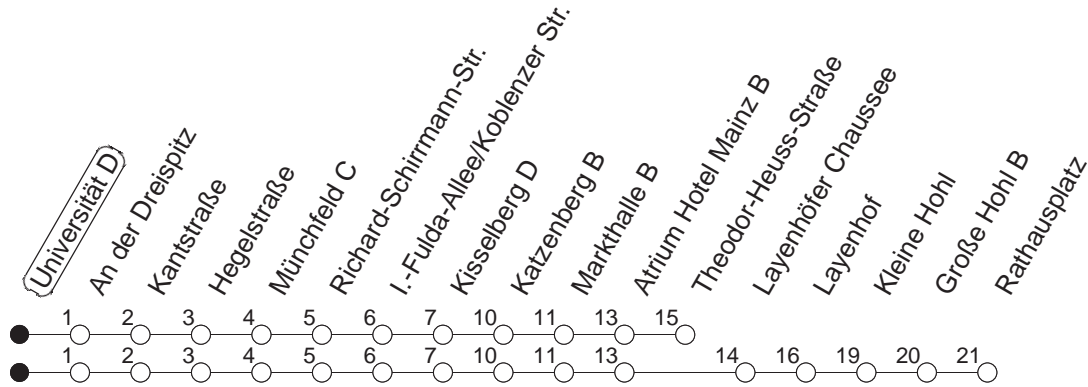 Universität D
An der Dreispitz
Kantstraße
Hegelstraße
Münchfeld C
Richard-Schirrmann-Str.
I.-Fulda-Allee/Koblenzer Str.
Kisselberg D
Katzenberg B
Markthalle B
Atrium Hotel Mainz B
Theodor-Heuss-Straße
Layenhöfer Chaussee
Layenhof
Kleine Hohl
Große Hohl B
Rathausplatz
1 2 3 4 5 6 7 10 11 13 15
1 2 3 4 5 6 7 10 11 13 14 16 19 20 21